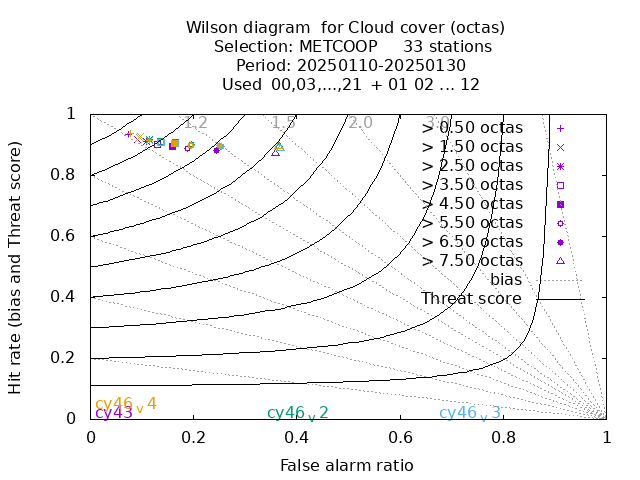 Wilson diagram  for Cloud cover (octas)
Selection: METCOOP     33 stations
Period: 20250110-20250130
Used  00,03,...,21  + 01 02 ... 12
Hit rate (bias and Threat score)
1
0.8
0.6
0.4
0.2
0
1.2 1.5 2.0 3.0
> 0.50 octas
> 1.50 octas
> 2.50 octas
> 3.50 octas
> 4.50 octas
> 5.50 octas
> 6.50 octas
> 7.50 octas
bias
Threat score
cy46_v4
cy43 cy46_v2 cy46_v3
0 0.2 0.4 0.6 0.8 1
False alarm ratio